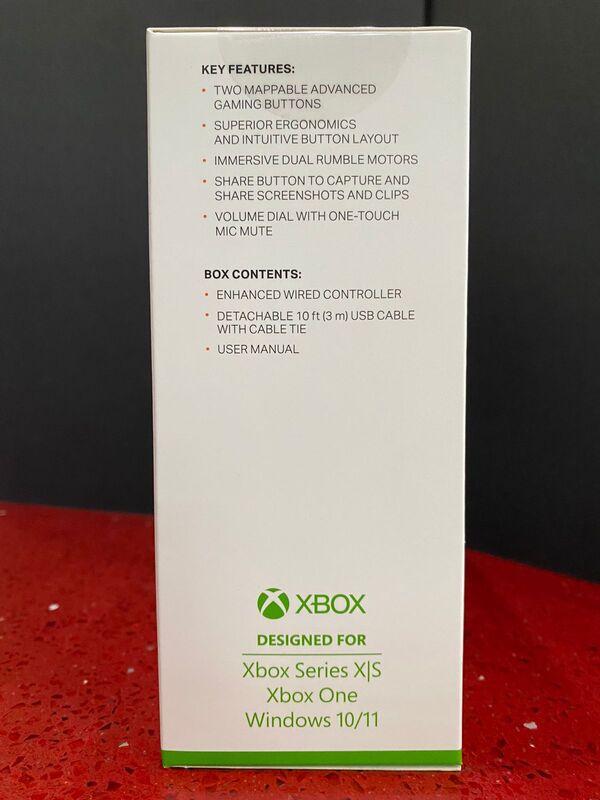 KEY FEATURES:
• TWO MAPPABLE ADVANCED
GAMING BUTTONS
• SUPERIOR ERGONOMICS
AND INTUITIVE BUTTON LAYOUT
• IMMERSIVE DUAL RUMBLE MOTORS
• SHARE BUTTON TO CAPTURE AND
SHARE SCREENSHOTS AND CLIPS
• VOLUME DIAL WITH ONE-TOUCH
MIC MUTE
BOX CONTENTS:
• ENHANCED WIRED CONTROLLER
• DETACHABLE 10 ft (3 m) USB CABLE
WITH CABLE TIE
• USER MANUAL
XBOX
DESIGNED FOR
Xbox Series X|S
Xbox One
Windows 10/11